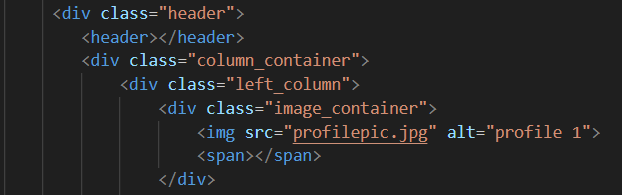 <div class="header">
<header></header>
<div class="column_container">
<div class="left_column">
<div class="image_container">
<img src="profilepic.jpg" alt="profile 1">
<span></span>
</div>